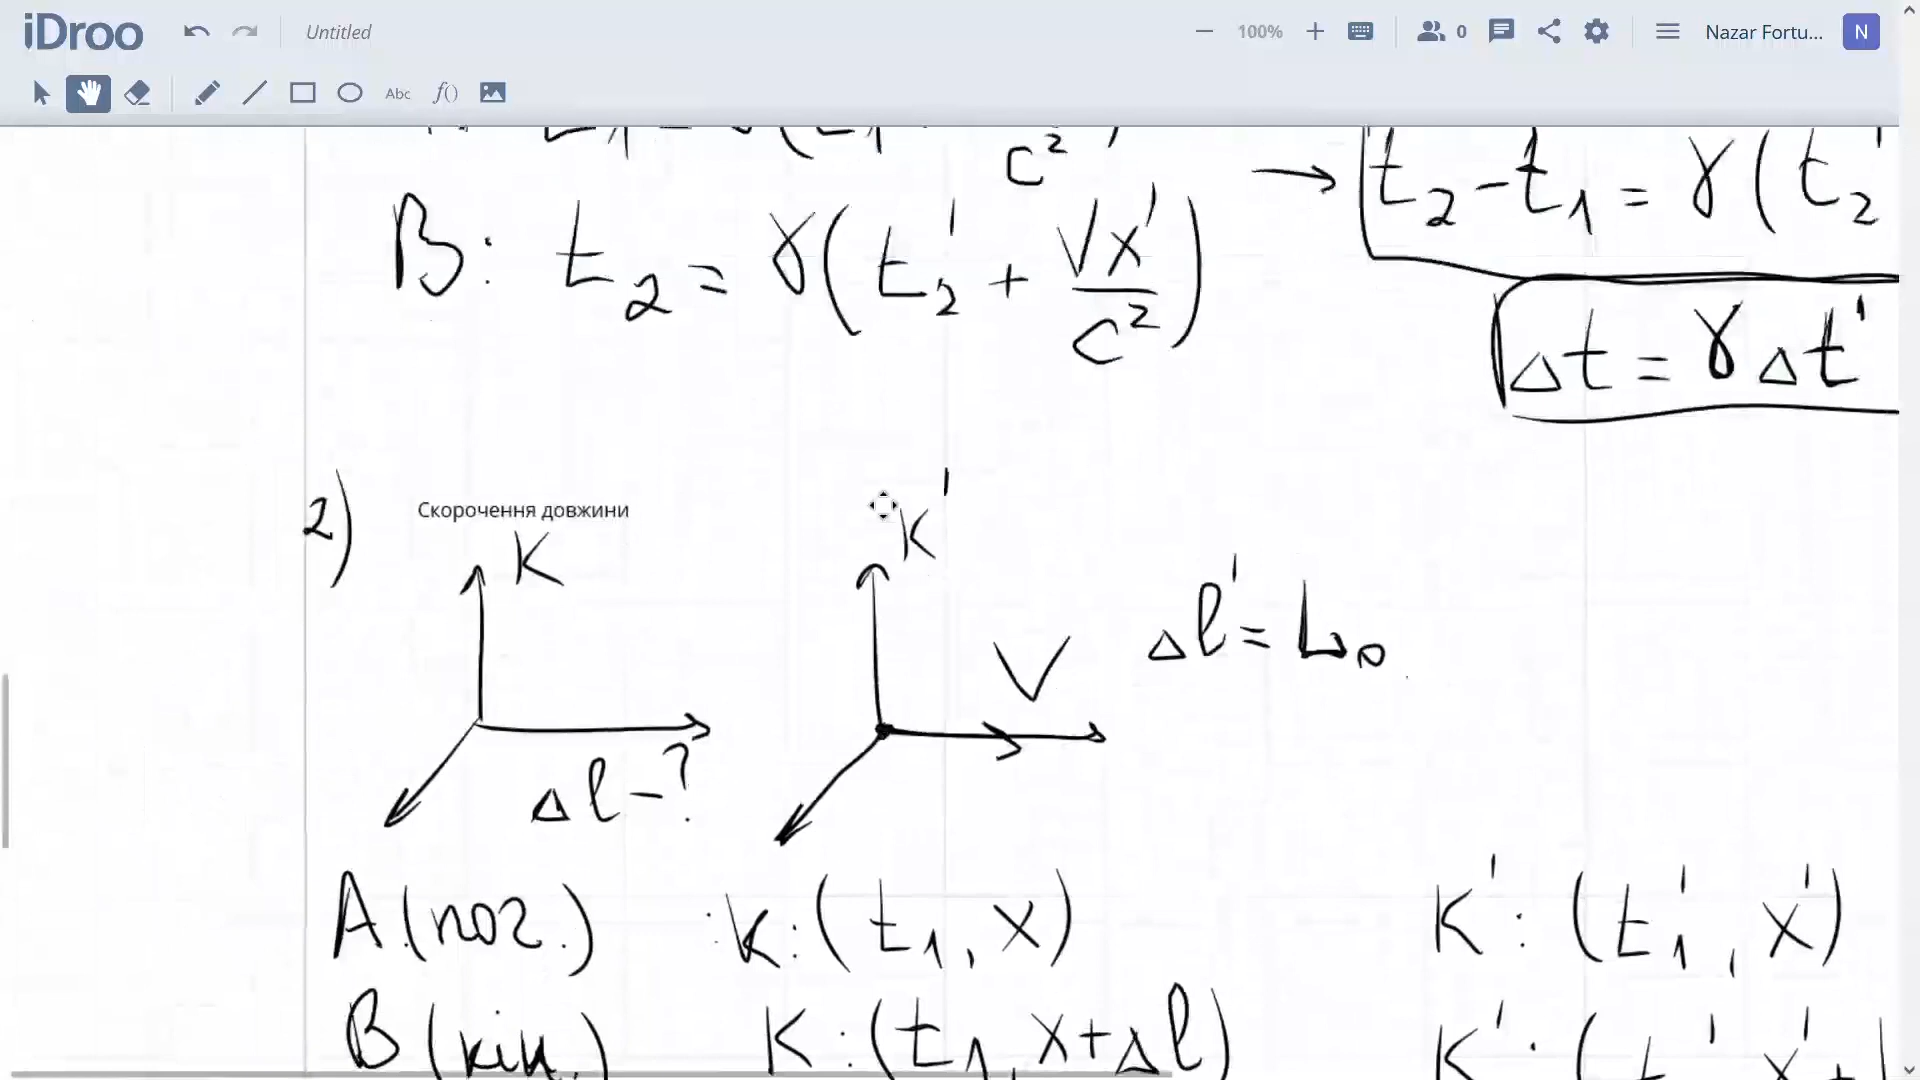 iDroo Untitled 100% 0 Nazar Fortu... N
Abc f()
c²
B: t₂ = γ(t₂' + Vx'/c²)
→ t₂-t₁ = γ(t₂'
Δt = γΔt'
2) Скорочення довжини
K K'
V Δl' = L₀
Δl-?
A (поч.) K: (t₁, x) K': (t₁', x')
B (кін.) K: (t₁, x+Δl) K':